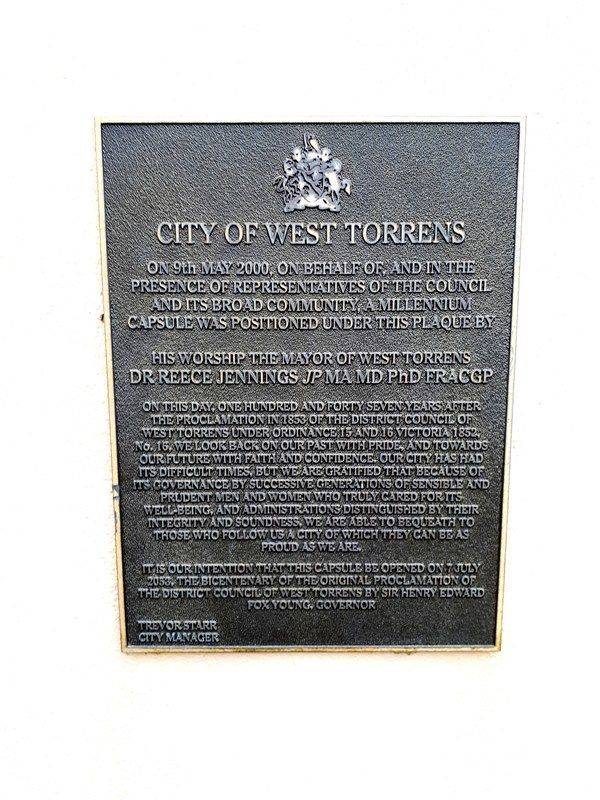 CITY OF WEST TORRENS
ON 9th MAY 2000, ON BEHALF OF, AND IN THE
PRESENCE OF REPRESENTATIVES OF THE COUNCIL
AND ITS BROAD COMMUNITY, A MILLENNIUM
CAPSULE WAS POSITIONED UNDER THIS PLAQUE BY
HIS WORSHIP THE MAYOR OF WEST TORRENS
DR REECE JENNINGS JP MA MD PhD FRACGP
ON THIS DAY, ONE HUNDRED AND FORTY SEVEN YEARS AFTER
THE PROCLAMATION IN 1853 OF THE DISTRICT COUNCIL OF
WEST TORRENS UNDER ORDINANCE 15 AND 16 VICTORIA 1852,
No. 16, WE LOOK BACK ON OUR PAST WITH PRIDE, AND TOWARDS
OUR FUTURE WITH FAITH AND CONFIDENCE. OUR CITY HAS HAD
ITS DIFFICULT TIMES, BUT WE ARE GRATIFIED THAT BECAUSE OF
ITS GOVERNANCE BY SUCCESSIVE GENERATIONS OF SENSIBLE AND
PRUDENT MEN AND WOMEN WHO TRULY CARED FOR ITS
WELL-BEING, AND ADMINISTRATIONS DISTINGUISHED BY THEIR
INTEGRITY AND SOUNDNESS, WE ARE ABLE TO BEQUEATH TO
THOSE WHO FOLLOW US A CITY OF WHICH THEY CAN BE AS
PROUD AS WE ARE.
IT IS OUR INTENTION THAT THIS CAPSULE BE OPENED ON 7 JULY
2053, THE BICENTENARY OF THE ORIGINAL PROCLAMATION OF
THE DISTRICT COUNCIL OF WEST TORRENS BY SIR HENRY EDWARD
FOX YOUNG, GOVERNOR
TREVOR STARR
CITY MANAGER